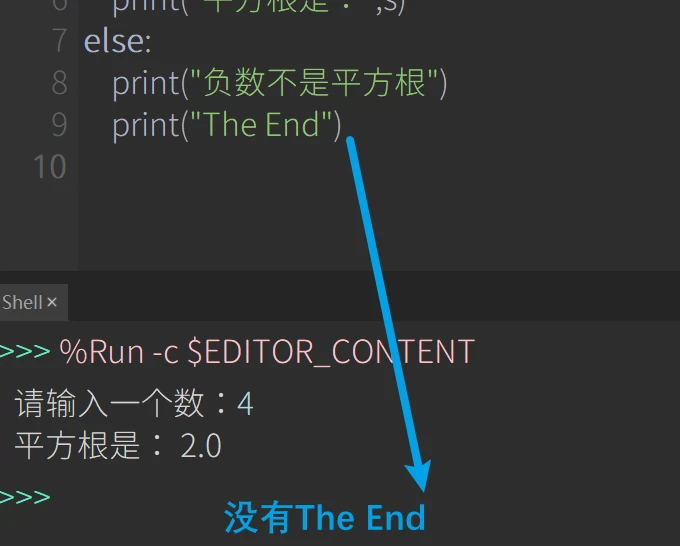 6 print("平方根是：",s)
7 else:
8 print("负数不是平方根")
9 print("The End")
10
Shell ×
>>> %Run -c $EDITOR_CONTENT
请输入一个数：4
平方根是： 2.0
>>>
没有The End